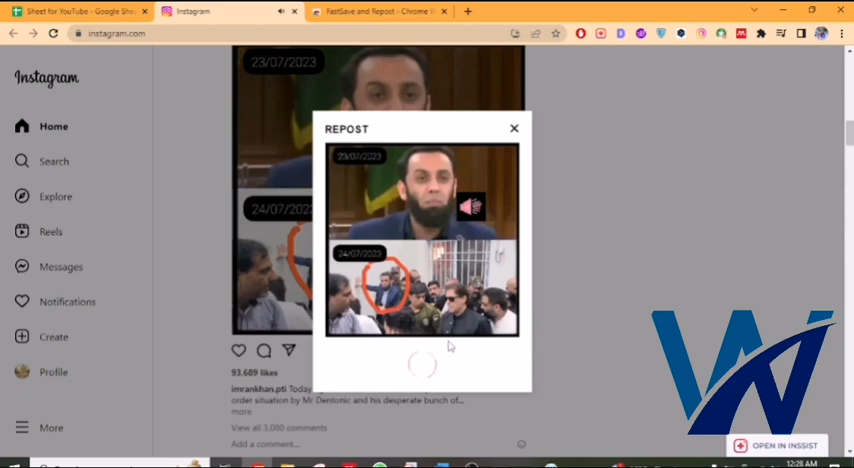 Sheet for YouTube - Google Shee
Instagram
FastSave and Repost - Chrome W
instagram.com
Instagram
Home
Search
Explore
Reels
Messages
Notifications
Create
Profile
More
23/07/2023
24/07/2023
REPOST
23/07/2023
24/07/2023
93,689 likes
imrankhan.pti Today
order situation by Mr Dentonic and his desperate bunch of...
more
View all 3,080 comments
Add a comment...
W
OPEN IN INSSIST
12:28 AM